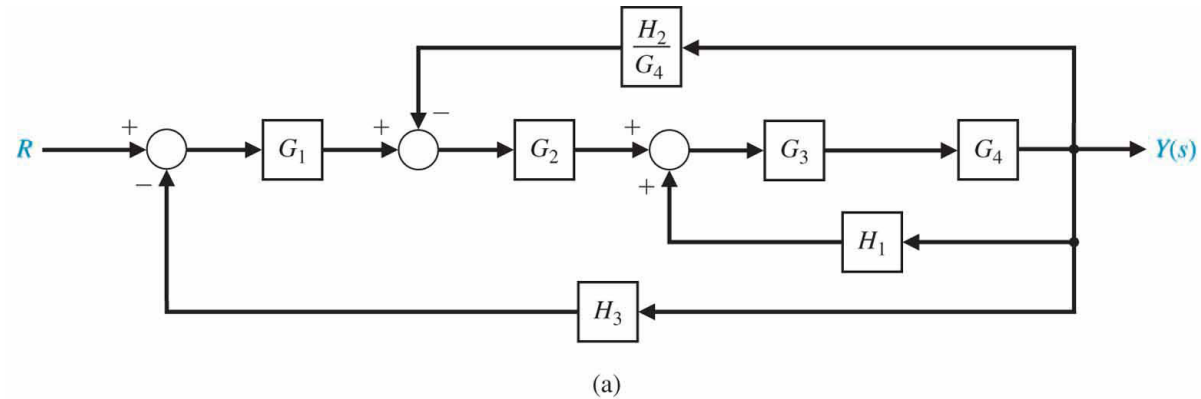 H₂
G₄
+ − + +
R G₁ G₂ G₃ G₄ Y(s)
− +
H₁
H₃
(a)